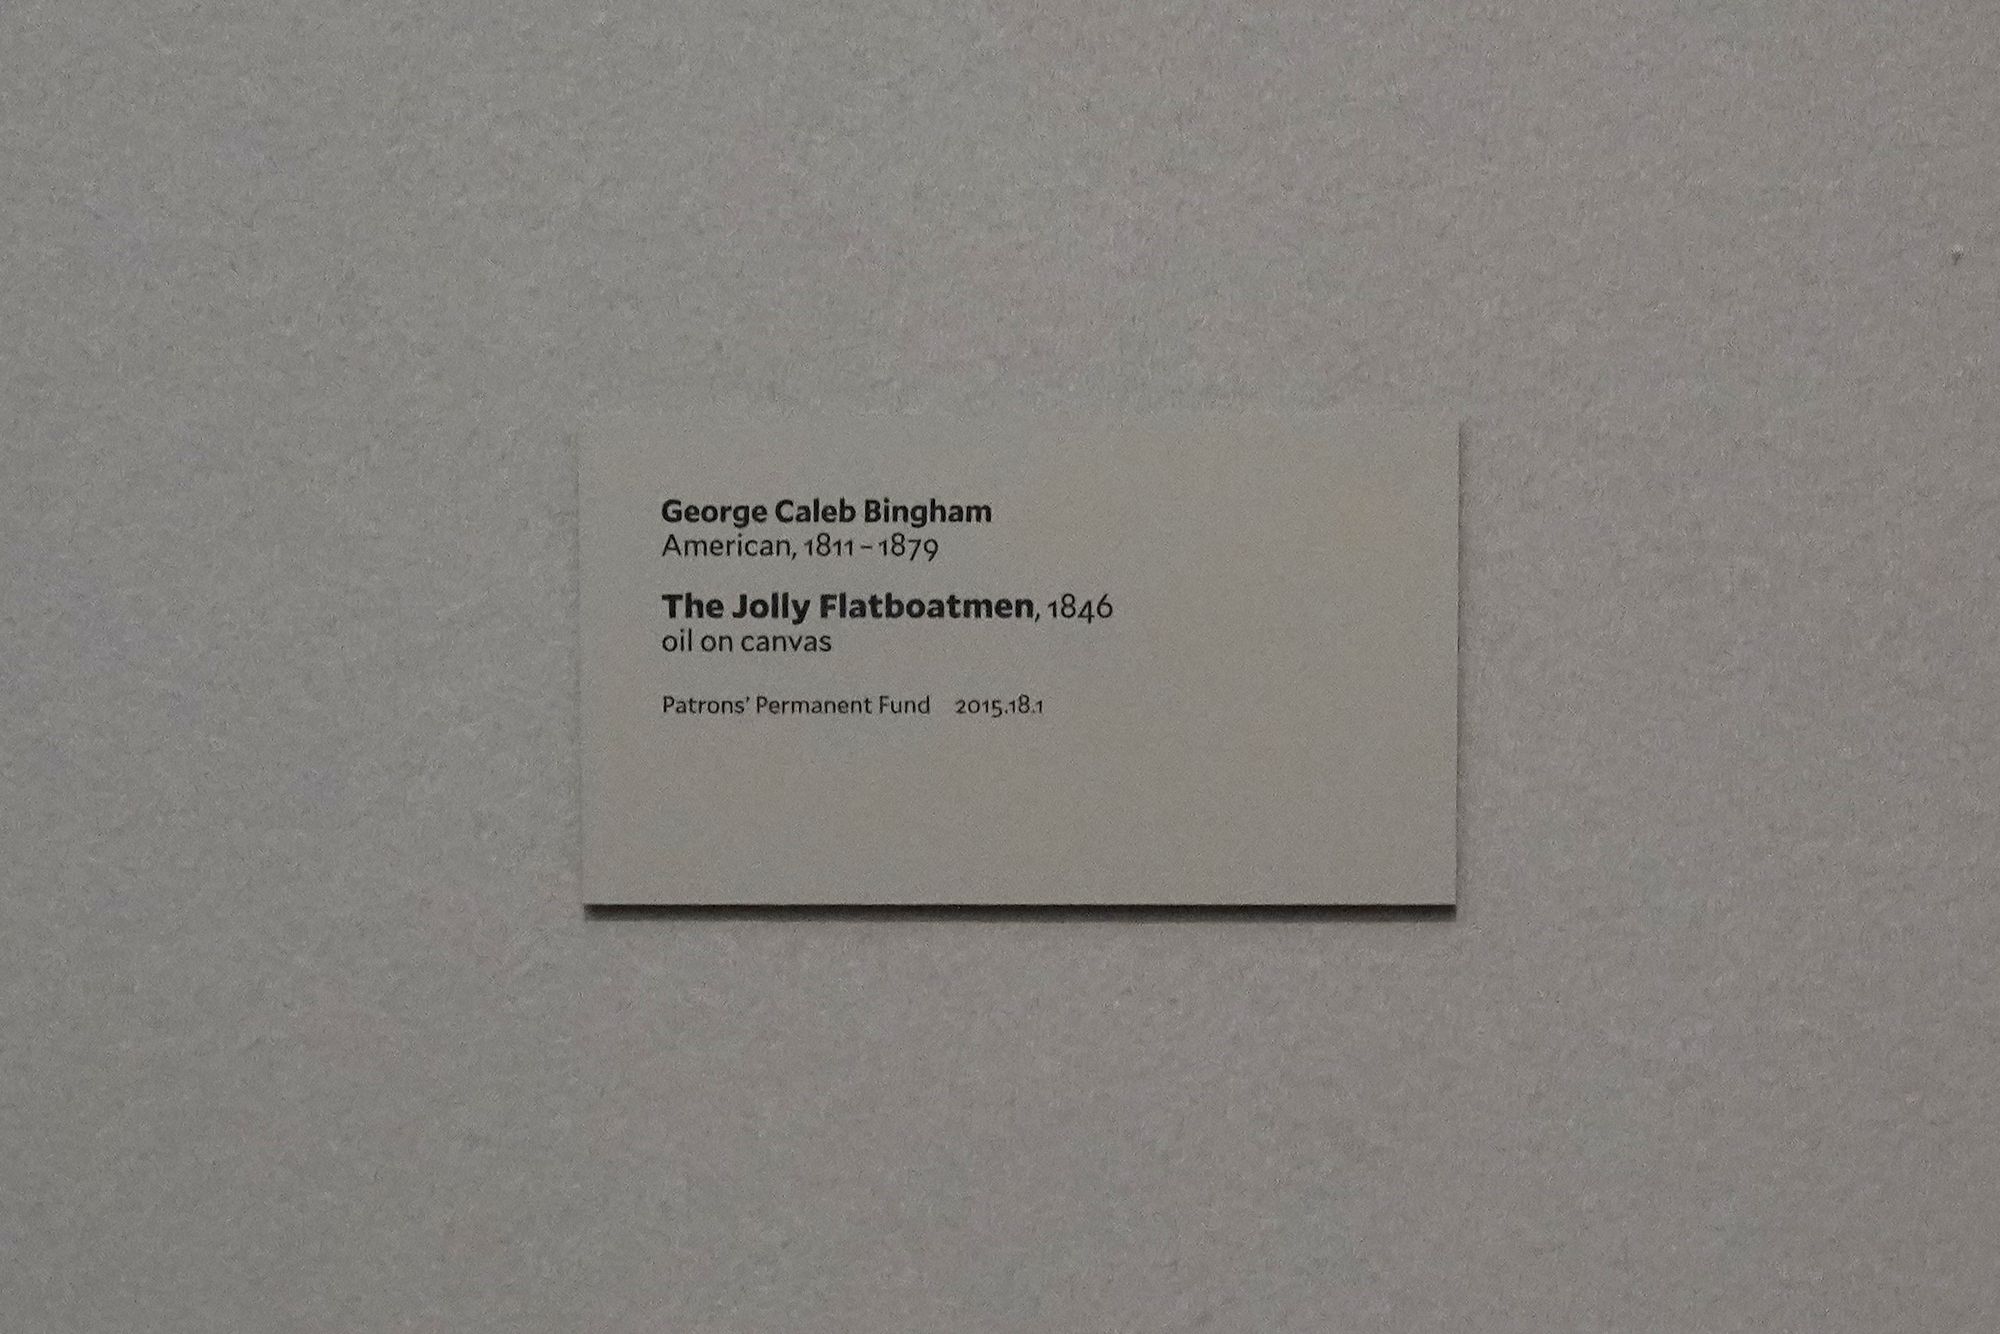 George Caleb Bingham
American, 1811–1879
The Jolly Flatboatmen, 1846
oil on canvas
Patrons’ Permanent Fund 2015.18.1